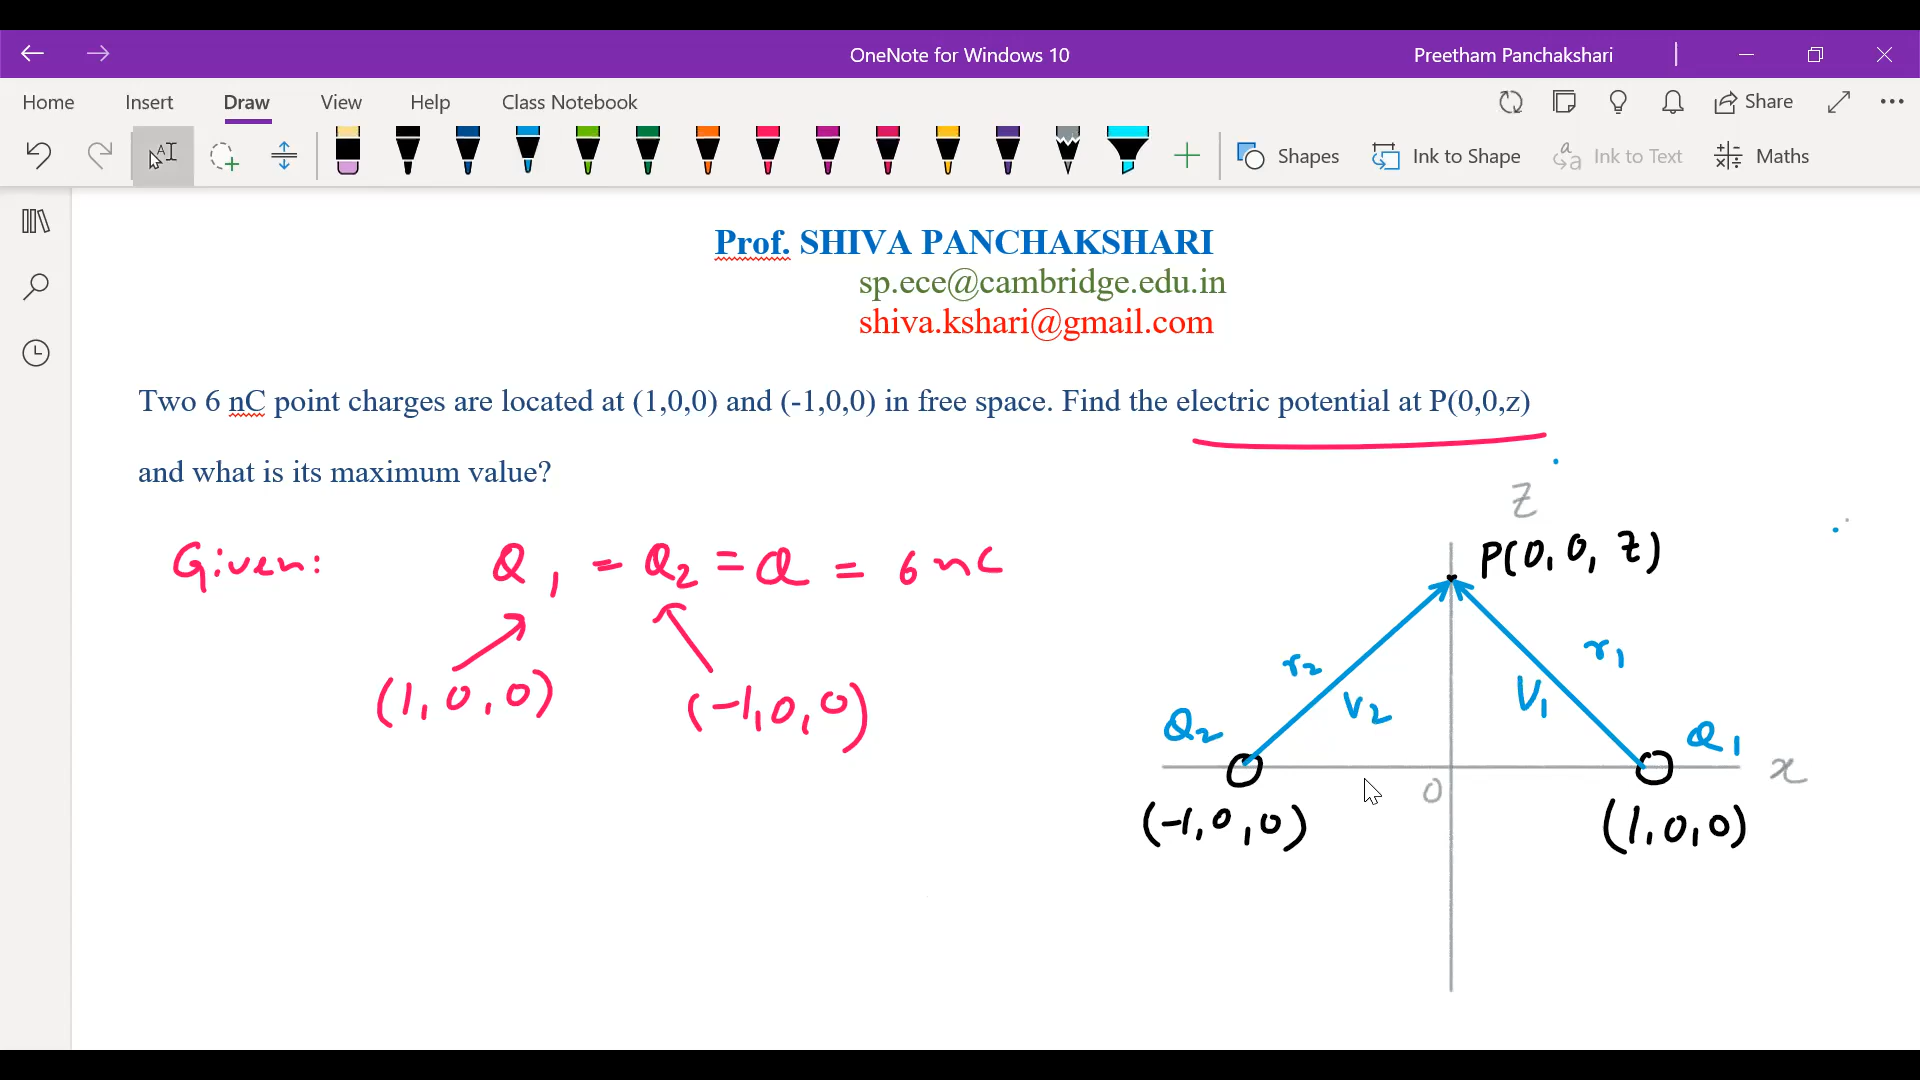 OneNote for Windows 10
Preetham Panchakshari
Home Insert Draw View Help Class Notebook Share
Shapes Ink to Shape Ink to Text Maths
Prof. SHIVA PANCHAKSHARI
sp.ece@cambridge.edu.in
shiva.kshari@gmail.com
Two 6 nC point charges are located at (1,0,0) and (-1,0,0) in free space. Find the electric potential at P(0,0,z)
and what is its maximum value?
Given: Q1 = Q2 = Q = 6 nC
(1, 0, 0) (-1, 0, 0)
z
P(0, 0, z)
r2 r1
V2 V1
Q2 Q1
x
0
(-1, 0, 0) (1, 0, 0)